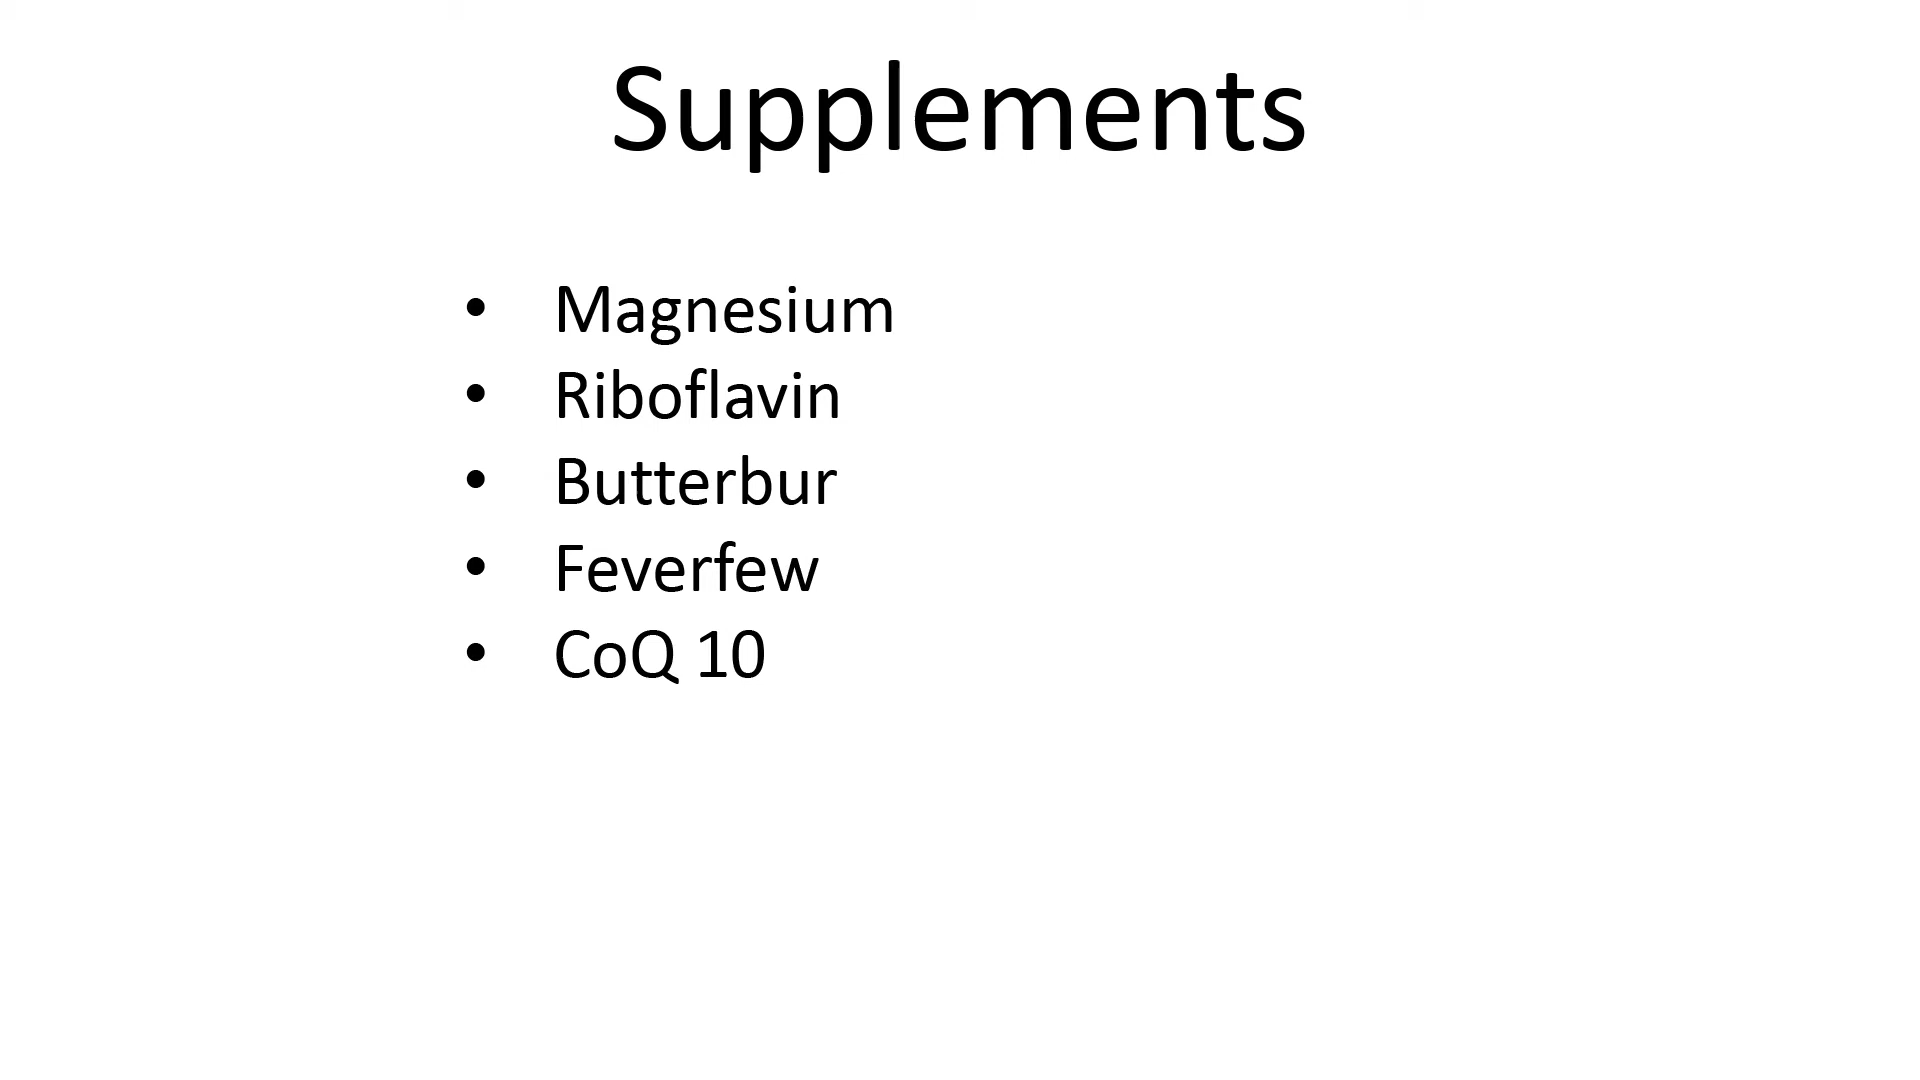 Supplements
• Magnesium
• Riboflavin
• Butterbur
• Feverfew
• CoQ 10